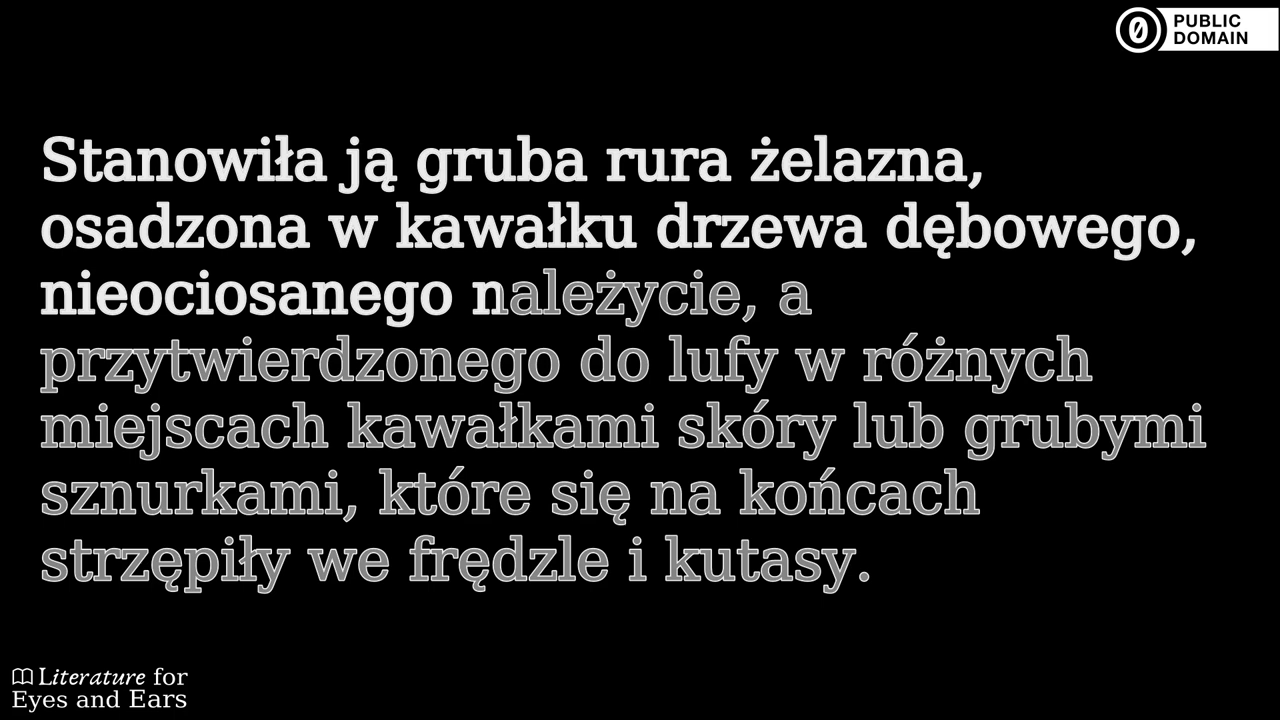 PUBLIC
DOMAIN
Stanowiła ją gruba rura żelazna,
osadzona w kawałku drzewa dębowego,
nieociosanego należycie, a
przytwierdzonego do lufy w różnych
miejscach kawałkami skóry lub grubymi
sznurkami, które się na końcach
strzępiły we frędzle i kutasy.
Literature for
Eyes and Ears